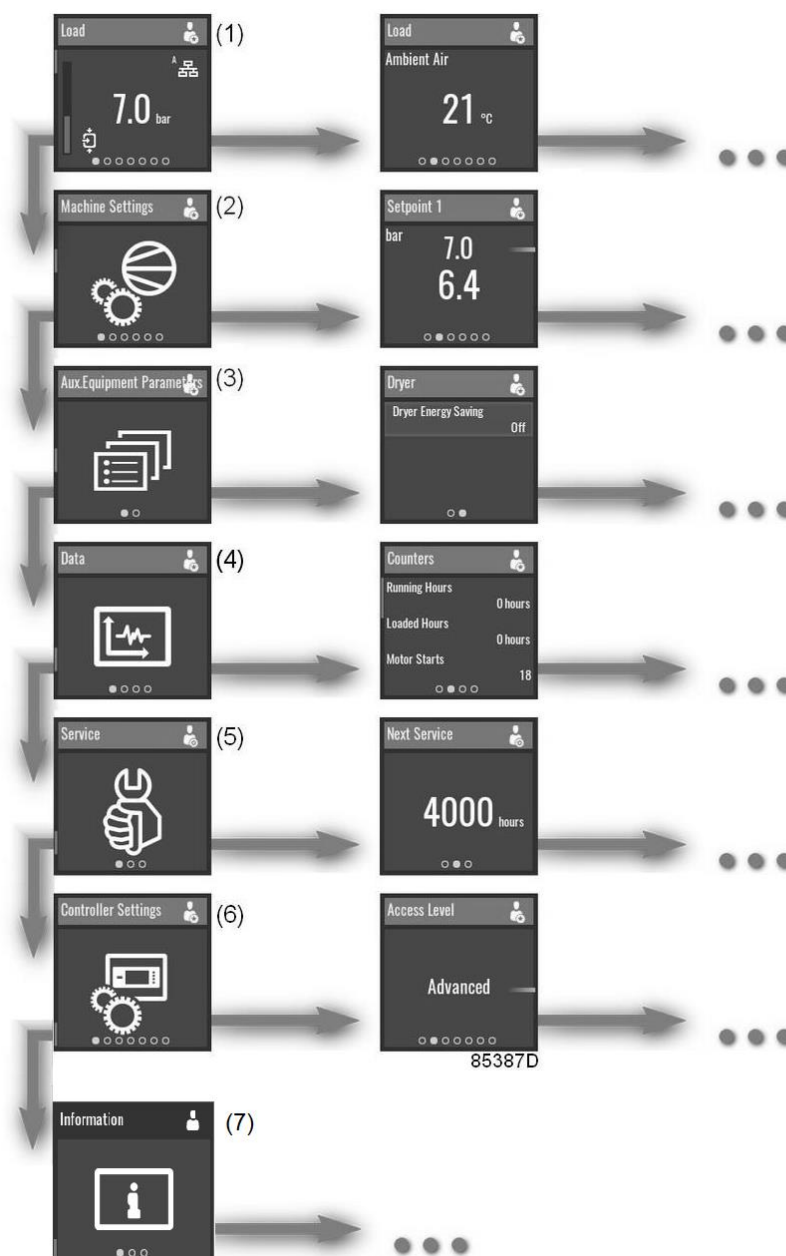 Load
(1)
A
7.0 bar
Load
Ambient Air
21 °C
Machine Settings
(2)
Setpoint 1
bar
7.0
6.4
Aux.Equipment Parameters
(3)
Dryer
Dryer Energy Saving
Off
Data
(4)
Counters
Running Hours
0 hours
Loaded Hours
0 hours
Motor Starts
18
Service
(5)
Next Service
4000 hours
Controller Settings
(6)
Access Level
Advanced
85387D
Information
(7)